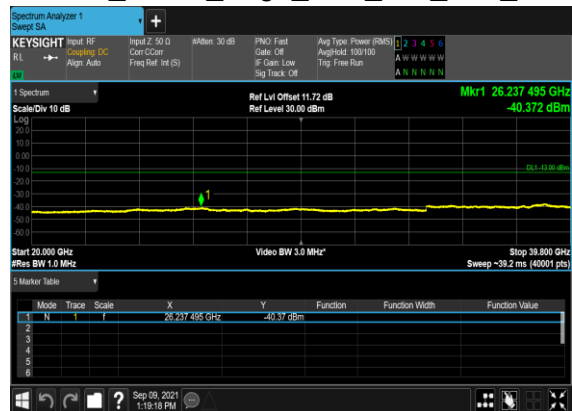 Spectrum Analyzer 1
Swept SA
+
KEYSIGHT Input: RF
RL
Coupling: DC
Align: Auto
LXI
Input Z: 50 Ω
Corr CCorr
Freq Ref: Int (S)
#Atten: 30 dB
PNO: Fast
Gate: Off
IF Gain: Low
Sig Track: Off
Avg Type: Power (RMS)
Avg|Hold: 100/100
Trig: Free Run
1 2 3 4 5 6
A W W W W W
A N N N N N
1 Spectrum
Scale/Div 10 dB
Ref Lvl Offset 11.72 dB
Ref Level 30.00 dBm
Mkr1 26.237 495 GHz
-40.372 dBm
Log
20.0
10.0
0.00
-10.0
DL1 -13.00 dBm
-20.0
-30.0
1
-40.0
-50.0
-60.0
Start 20.000 GHz
#Res BW 1.0 MHz
Video BW 3.0 MHz*
Stop 39.800 GHz
Sweep ~39.2 ms (40001 pts)
5 Marker Table
Mode Trace Scale X Y Function Function Width Function Value
1 N 1 f 26.237 495 GHz -40.37 dBm
2
3
4
5
6
?
Sep 09, 2021
1:19:18 PM